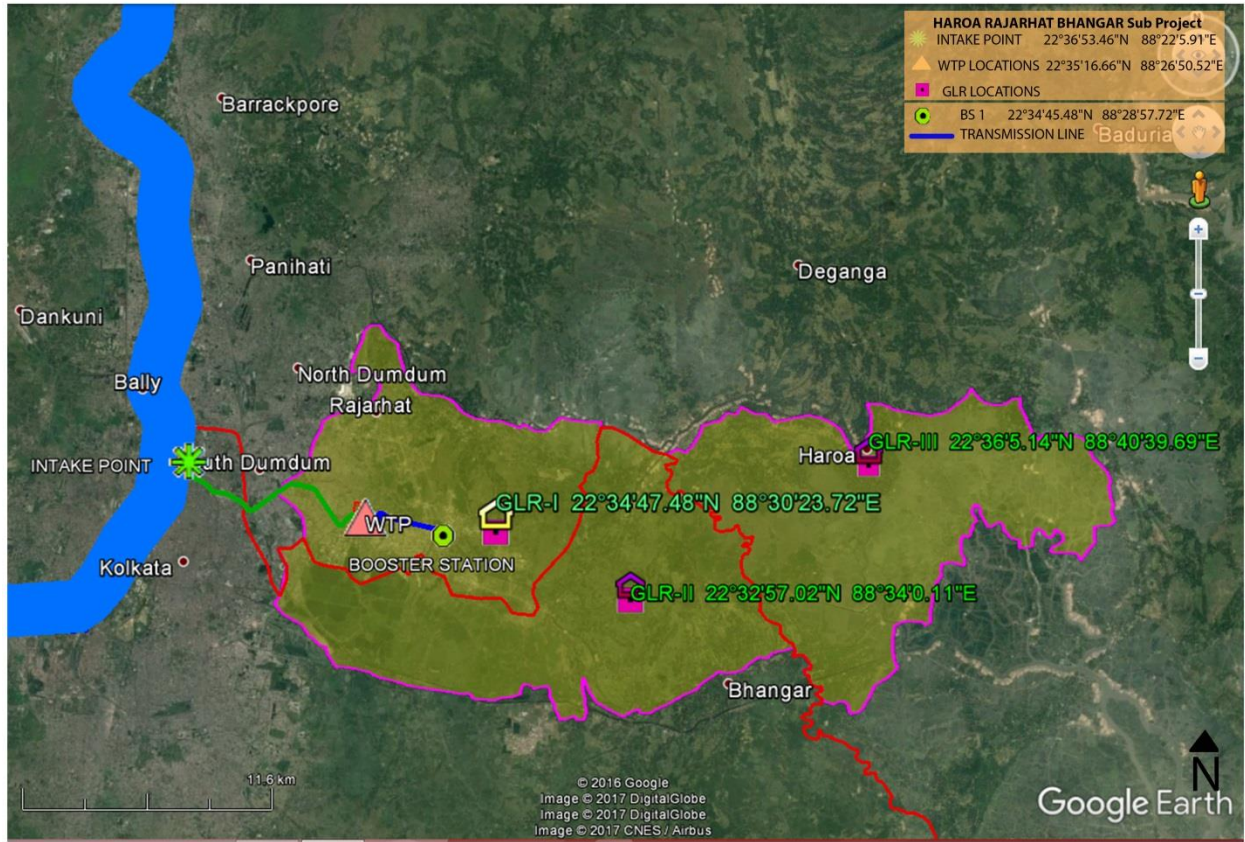 HAROA RAJARHAT BHANGAR Sub Project
INTAKE POINT 22°36'53.46"N 88°22'5.91"E
WTP LOCATIONS 22°35'16.66"N 88°26'50.52"E
GLR LOCATIONS
BS 1 22°34'45.48"N 88°28'57.72"E
TRANSMISSION LINE
Baduria
Barrackpore
Panihati
Deganga
Dankuni
North Dumdum
Bally
Rajarhat
GLR-III 22°36'5.14"N 88°40'39.69"E
Haroa
INTAKE POINT
uth Dumdum
GLR-I 22°34'47.48"N 88°30'23.72"E
WTP
BOOSTER STATION
Kolkata
GLR-II 22°32'57.02"N 88°34'0.11"E
Bhangar
11.6 km
N
© 2016 Google
Image © 2017 DigitalGlobe
Image © 2017 DigitalGlobe
Image © 2017 CNES / Airbus
Google Earth